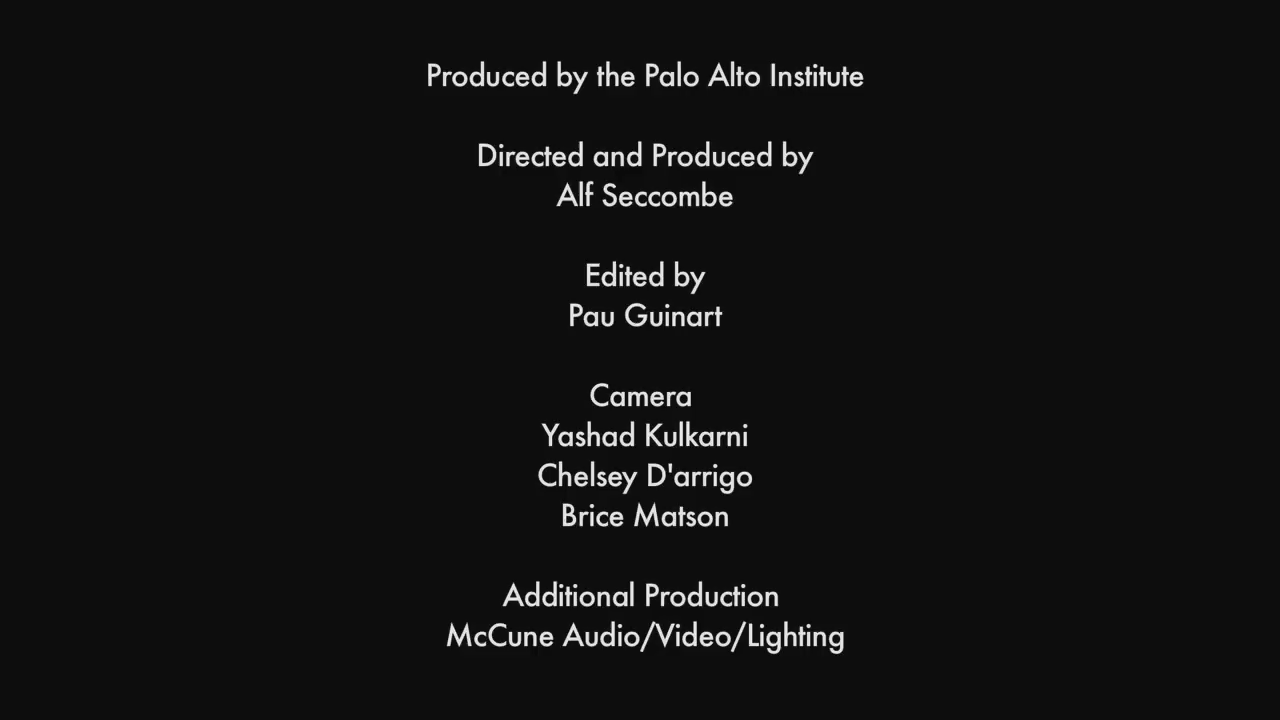 Produced by the Palo Alto Institute
Directed and Produced by
Alf Seccombe
Edited by
Pau Guinart
Camera
Yashad Kulkarni
Chelsey D'arrigo
Brice Matson
Additional Production
McCune Audio/Video/Lighting